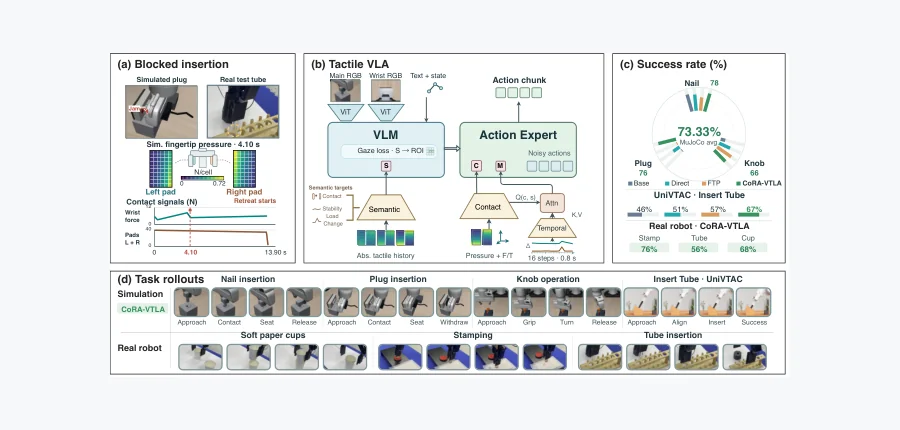 (a) Blocked insertion
Simulated plug
Real test tube
Sim. fingertip pressure · 4.10 s
N/cell
0
0.72
Left pad
Right pad
Contact signals (N)
Retreat starts
Wrist
force
0
Pads
L + R
40
0
0
4.10
13.90 s
(b) Tactile VLA
Main RGB
Wrist RGB
Text + state
ViT
ViT
VLM
Gaze loss · S → ROI
S
Semantic targets
Contact
Stability
Load
Change
Semantic
Abs. tactile history
Action chunk
Action Expert
Noisy actions
C
M
Contact
Q(c, s)
Attn
K,V
Temporal
Δ
Pressure + F/T
16 steps · 0.8 s
(c) Success rate (%)
Nail 78
73.33%
MuJoCo avg.
Plug
76
Knob
66
Base
Direct
FTP
CoRA-VTLA
UniVTAC · Insert Tube
46%
51%
57%
67%
Real robot · CoRA-VTLA
Stamp
Tube
Cup
76%
56%
68%
(d) Task rollouts
Nail insertion
Plug insertion
Knob operation
Insert Tube · UniVTAC
Simulation
CoRA-VTLA
Approach
Contact
Seat
Release
Approach
Contact
Seat
Withdraw
Approach
Grip
Turn
Release
Approach
Align
Insert
Success
Real robot
Soft paper cups
Stamping
Tube insertion